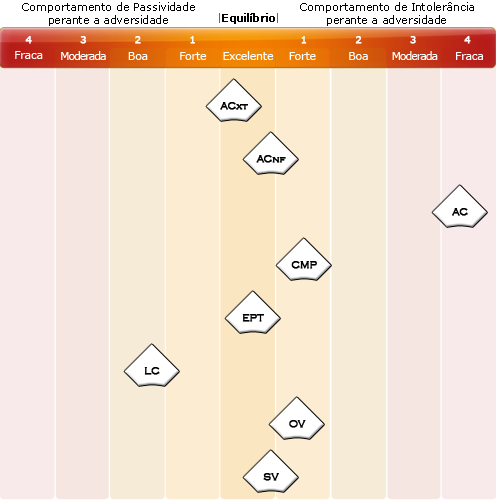 Comportamento de Passividade
perante a adversidade
|Equilíbrio|
Comportamento de Intolerância
perante a adversidade
4 3 2 1 1 2 3 4
Fraca Moderada Boa Forte |Excelente| Forte Boa Moderada Fraca
ACXT
ACNF
AC
CMP
EPT
LC
OV
SV